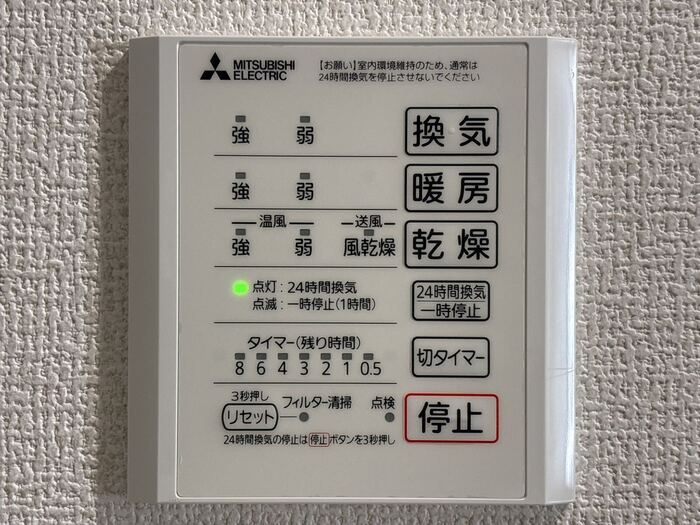 MITSUBISHI
ELECTRIC
【お願い】室内環境維持のため、通常は
24時間換気を停止させないでください
強 弱 換気
強 弱 暖房
温風 送風
強 弱 風乾燥 乾燥
点灯：24時間換気
点滅：一時停止(1時間)
24時間換気
一時停止
タイマー(残り時間)
8 6 4 3 2 1 0.5
切タイマー
3秒押し
リセット フィルター清掃 点検
停止
24時間換気の停止は停止ボタンを3秒押し